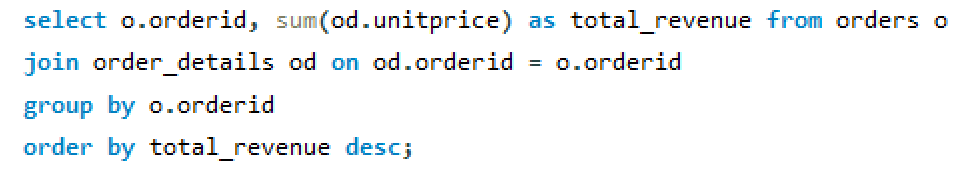 select o.orderid, sum(od.unitprice) as total_revenue from orders o
join order_details od on od.orderid = o.orderid
group by o.orderid
order by total_revenue desc;